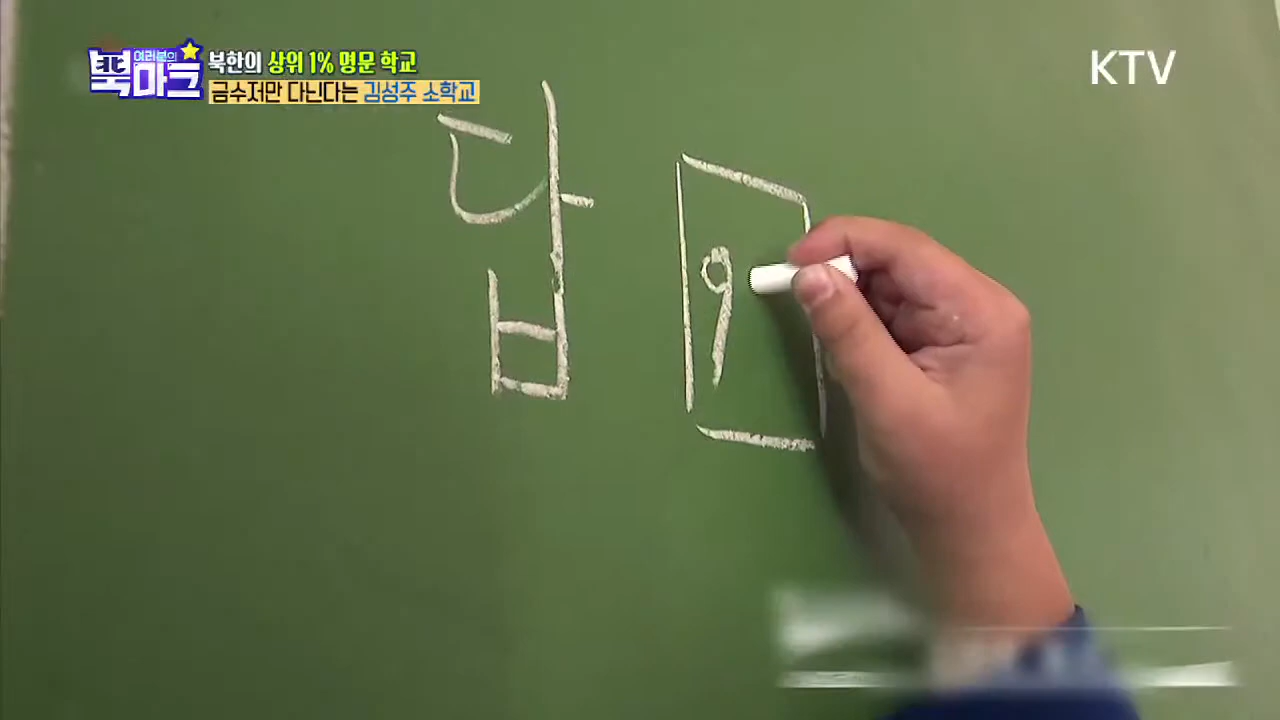 여러분의
북마크
북한의 상위 1% 명문 학교
금수저만 다닌다는 김성주 소학교
KTV
답 9